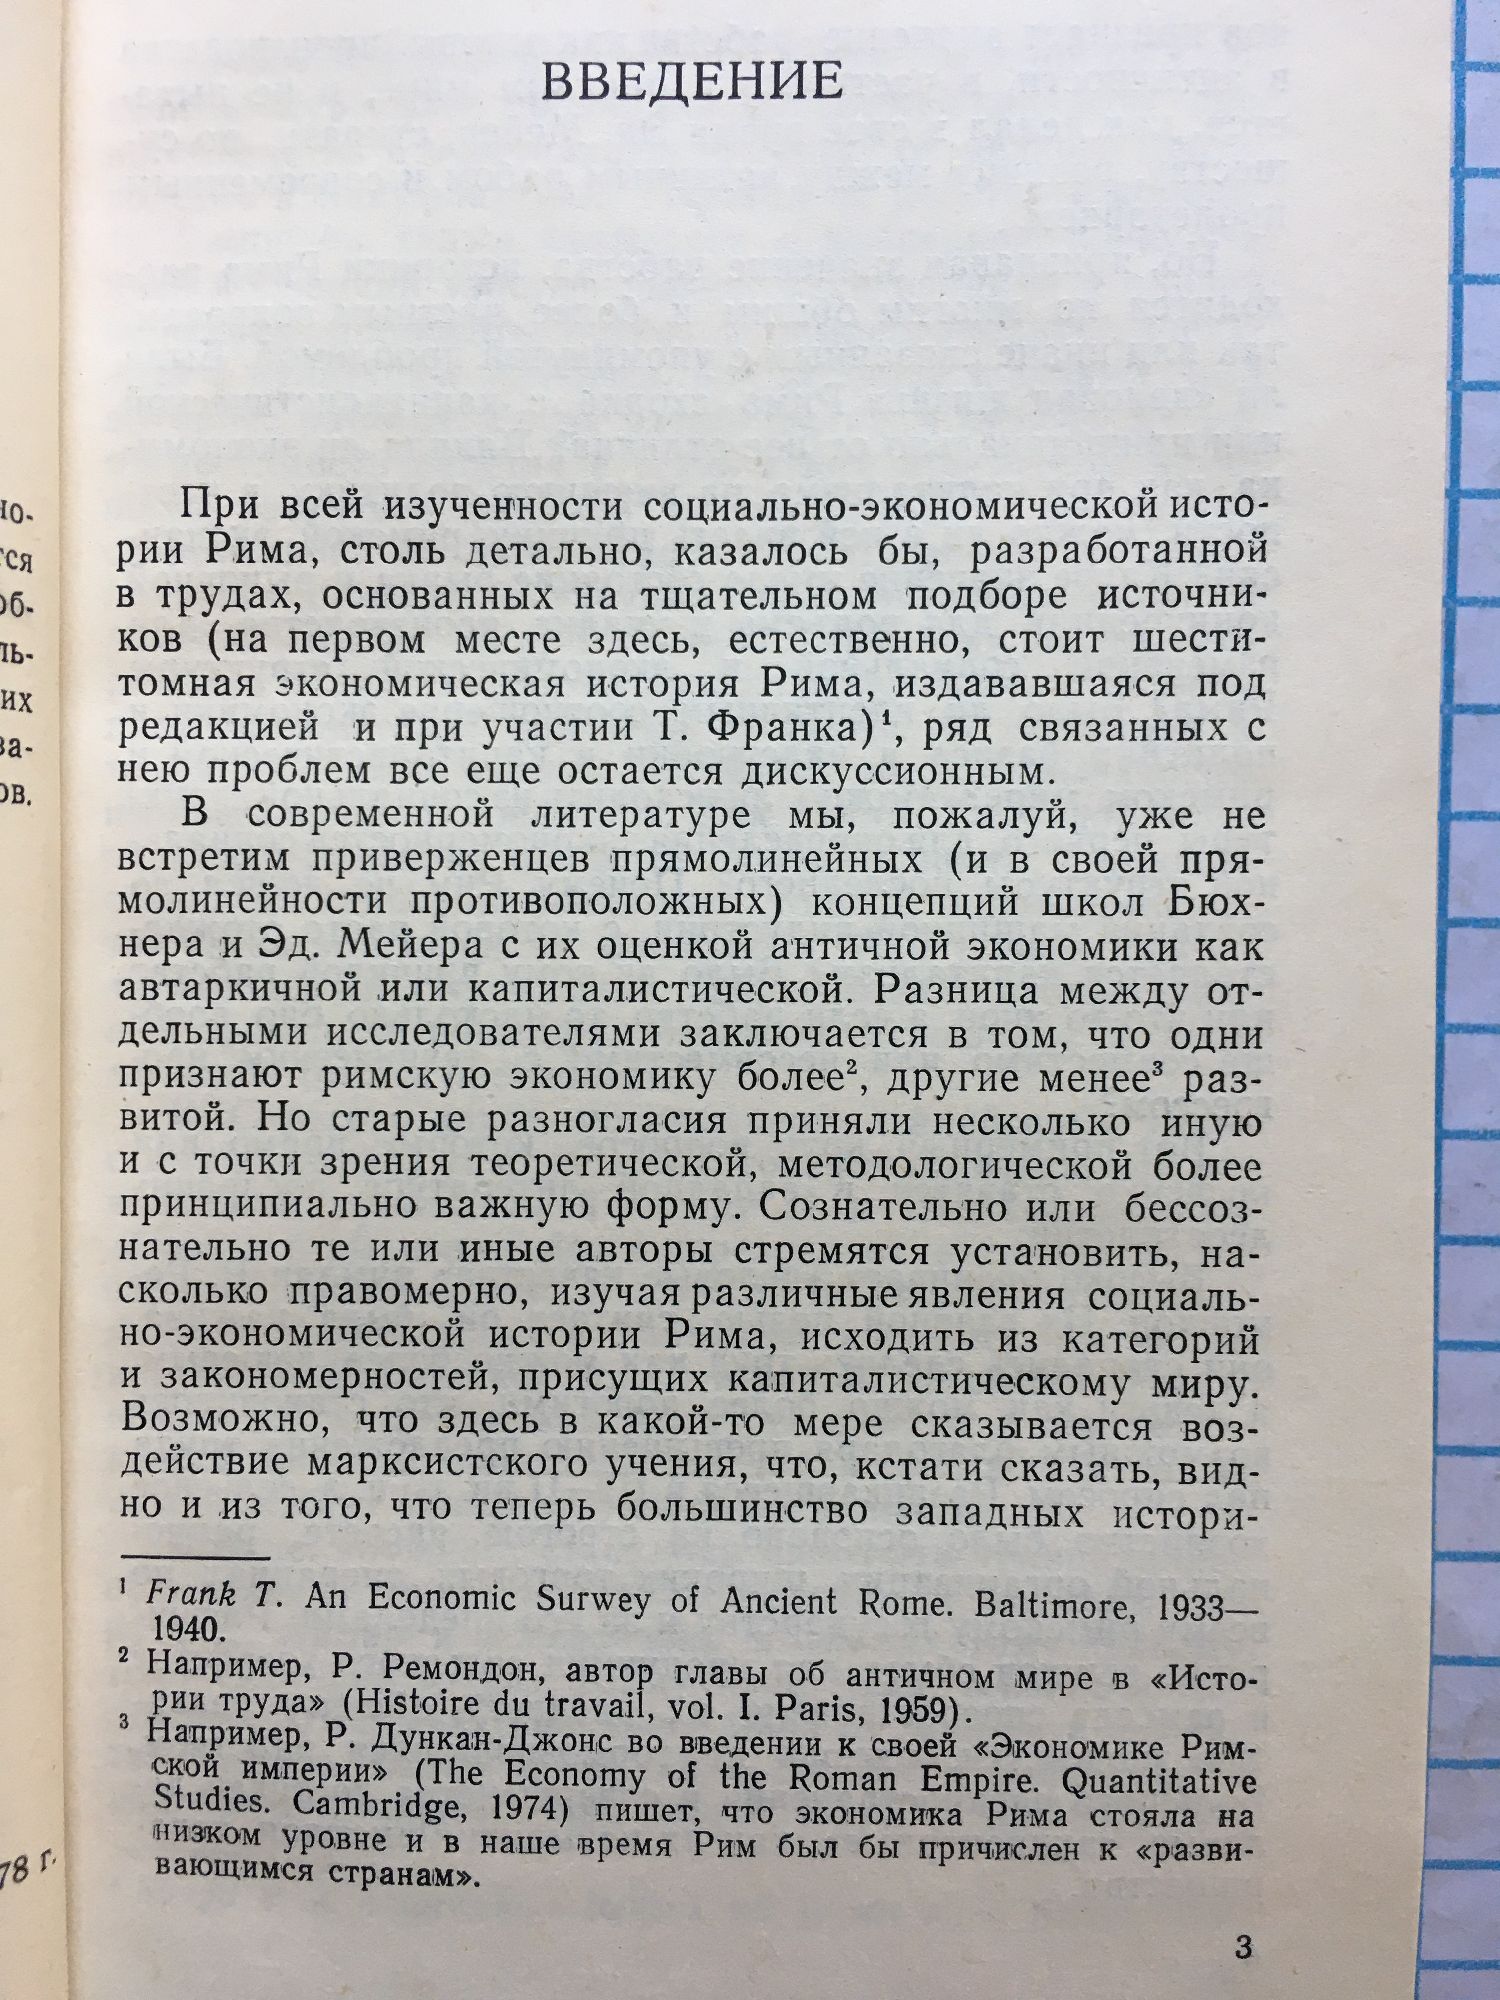 ВВЕДЕНИЕ
При всей изученности социально-экономической исто-
рии Рима, столь детально, казалось бы, разработанной
в трудах, основанных на тщательном подборе источни-
ков (на первом месте здесь, естественно, стоит шести-
томная экономическая история Рима, издававшаяся под
редакцией и при участии Т. Франка)¹, ряд связанных с
нею проблем все еще остается дискуссионным.
В современной литературе мы, пожалуй, уже не
встретим приверженцев прямолинейных (и в своей пря-
молинейности противоположных) концепций школ Бюх-
нера и Эд. Мейера с их оценкой античной экономики как
автаркичной или капиталистической. Разница между от-
дельными исследователями заключается в том, что одни
признают римскую экономику более², другие менее³ раз-
витой. Но старые разногласия приняли несколько иную
и с точки зрения теоретической, методологической более
принципиально важную форму. Сознательно или бессоз-
нательно те или иные авторы стремятся установить, на-
сколько правомерно, изучая различные явления социаль-
но-экономической истории Рима, исходить из категорий
и закономерностей, присущих капиталистическому миру.
Возможно, что здесь в какой-то мере сказывается воз-
действие марксистского учения, что, кстати сказать, вид-
но и из того, что теперь большинство западных истори-
¹ Frank T. An Economic Surwey of Ancient Rome. Baltimore, 1933—
1940.
² Например, Р. Ремондон, автор главы об античном мире в «Исто-
рии труда» (Histoire du travail, vol. I. Paris, 1959).
³ Например, Р. Дункан-Джонс во введении к своей «Экономике Рим-
ской империи» (The Economy of the Roman Empire. Quantitative
Studies. Cambridge, 1974) пишет, что экономика Рима стояла на
низком уровне и в наше время Рим был бы причислен к «разви-
вающимся странам».
3
но-
тся
об-
ль-
их
за-
ов.
78 г.